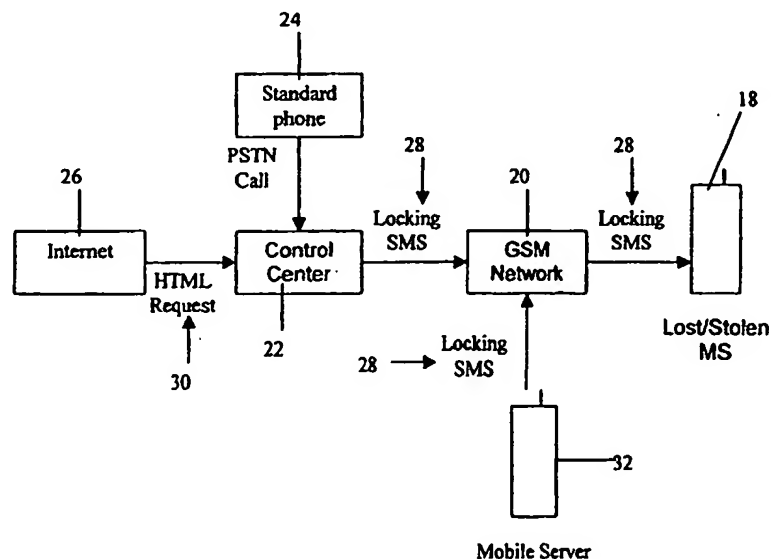 24
Standard
phone
18
PSTN
Call
28
20
28
26
Locking
SMS
Locking
SMS
Internet
Control
Center
GSM
Network
HTML
Request
Lost/Stolen
MS
22
28
Locking
SMS
30
32
Mobile Server